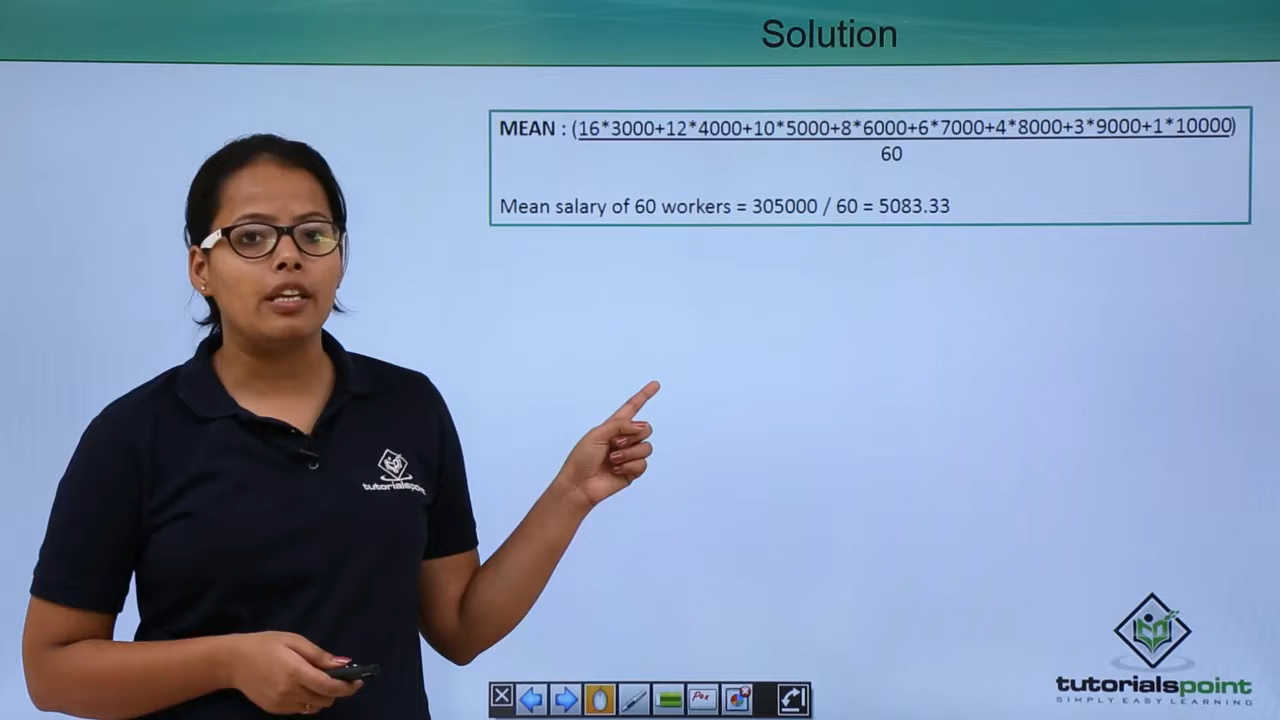 Solution
MEAN : (16*3000+12*4000+10*5000+8*6000+6*7000+4*8000+3*9000+1*10000)
60
Mean salary of 60 workers = 305000 / 60 = 5083.33
tutorialspoint
tutorialspoint
SIMPLY EASY LEARNING